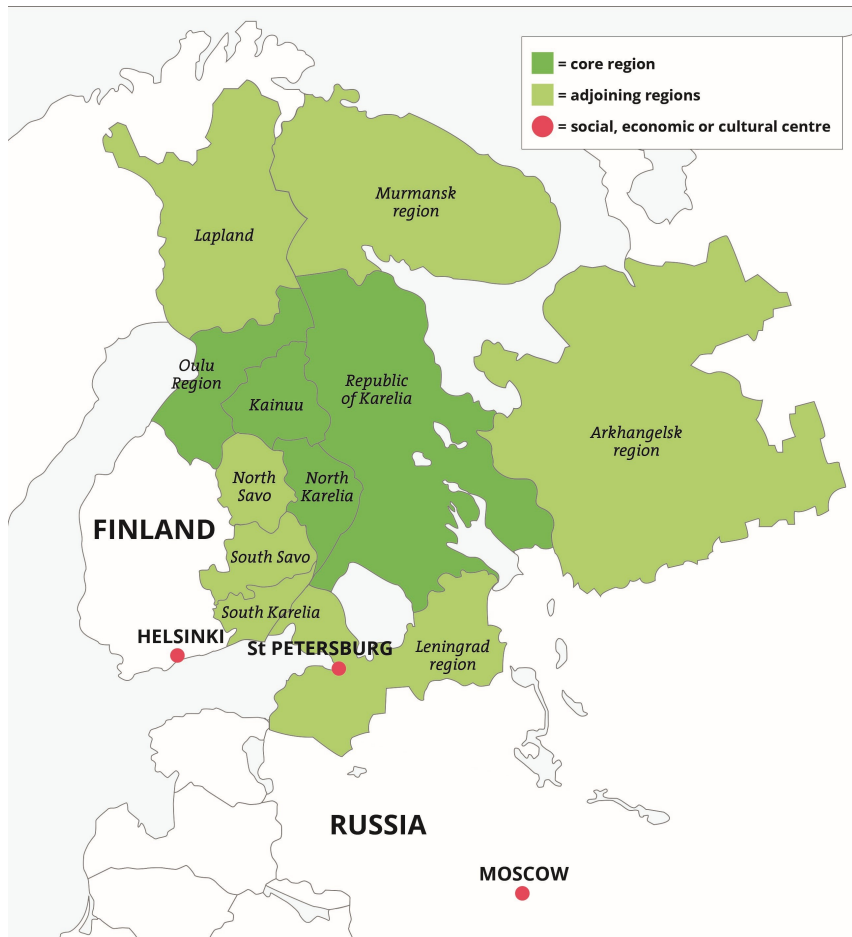 = core region
= adjoining regions
= social, economic or cultural centre
Murmansk
region
Lapland
Oulu
Region
Kainuu
Republic
of Karelia
Arkhangelsk
region
North
Savo
North
Karelia
FINLAND
South Savo
South Karelia
HELSINKI
St PETERSBURG
Leningrad
region
RUSSIA
MOSCOW